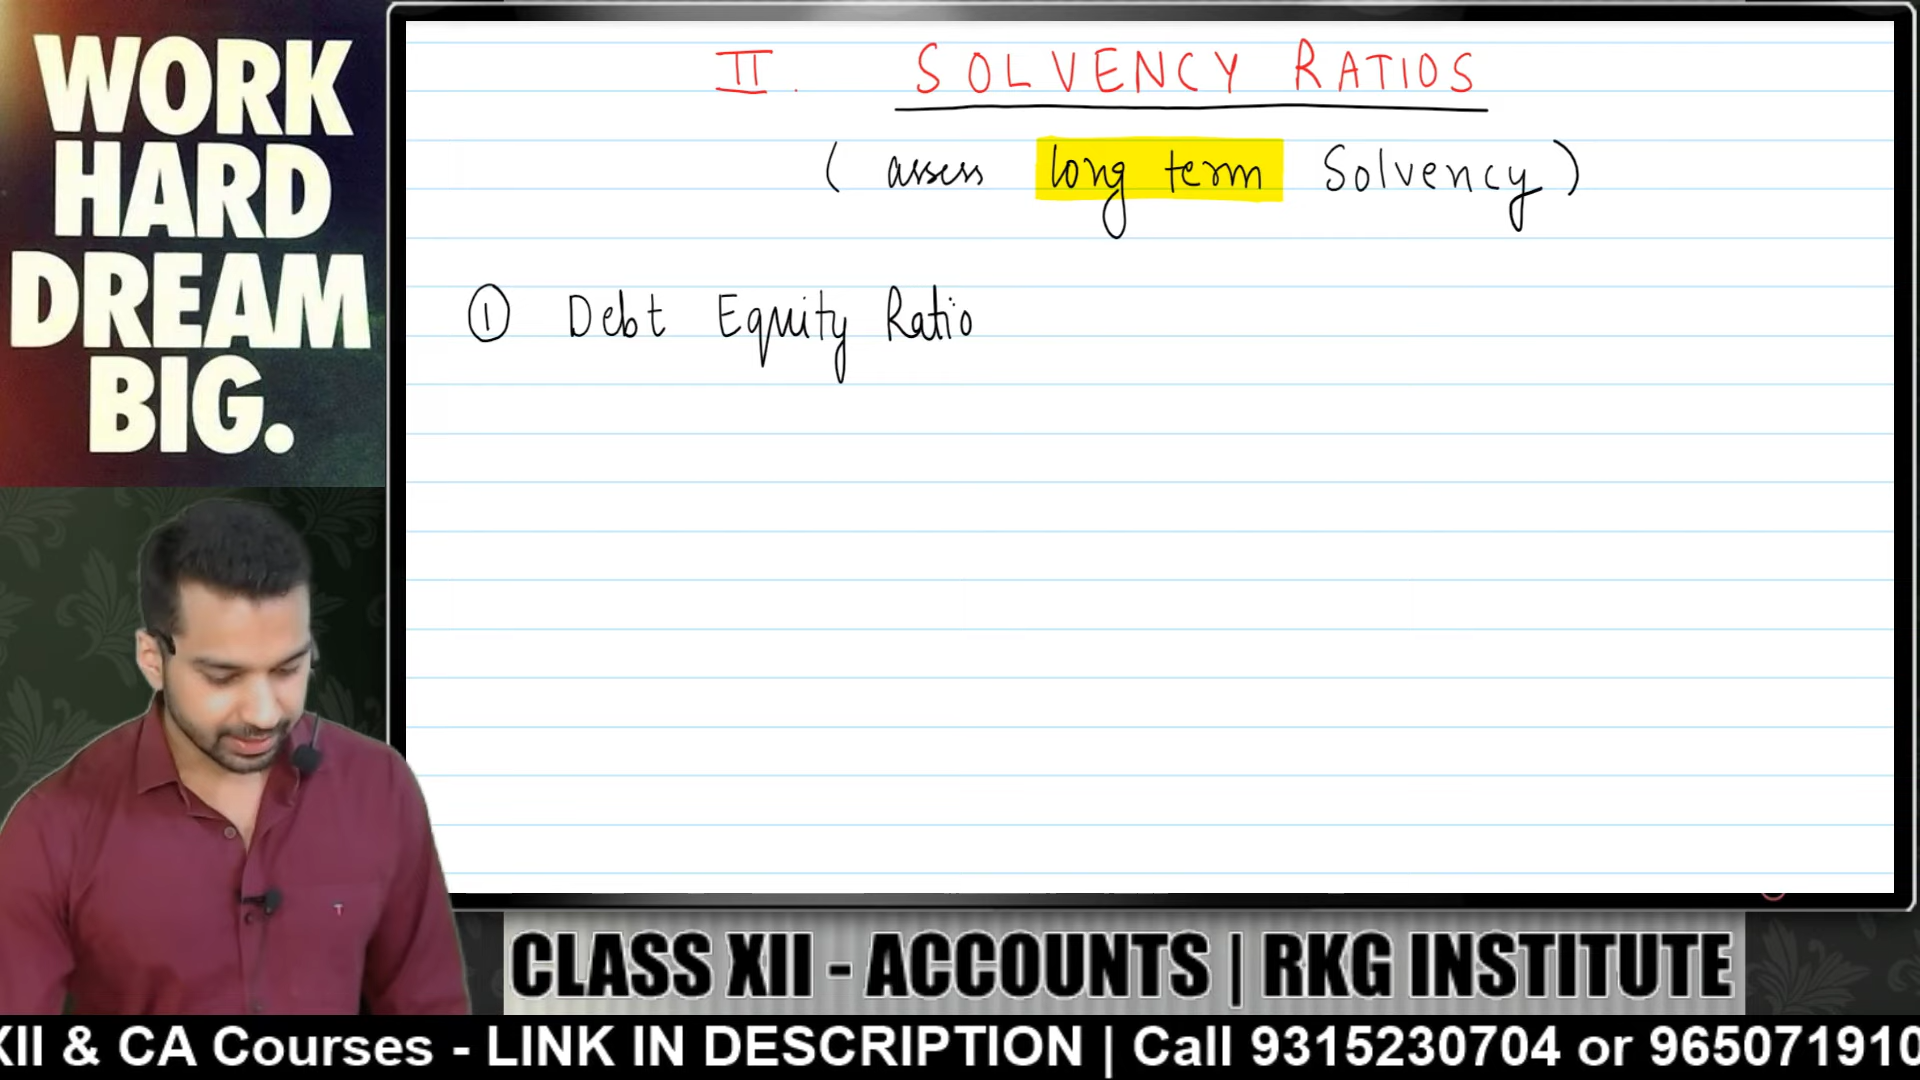 WORK
HARD
DREAM
BIG.
II. SOLVENCY RATIOS
( assess long term Solvency )
① Debt Equity Ratio
CLASS XII - ACCOUNTS | RKG INSTITUTE
XII & CA Courses - LINK IN DESCRIPTION | Call 9315230704 or 965071910